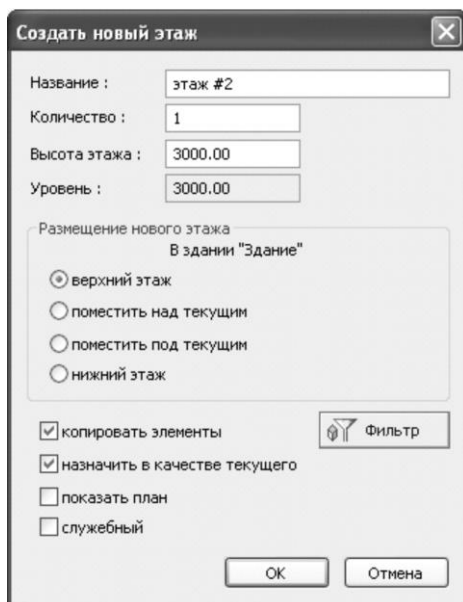 Создать новый этаж
Название : этаж #2
Количество : 1
Высота этажа : 3000.00
Уровень : 3000.00
Размещение нового этажа
В здании "Здание"
верхний этаж
поместить над текущим
поместить под текущим
нижний этаж
копировать элементы Фильтр
назначить в качестве текущего
показать план
служебный
OK Отмена